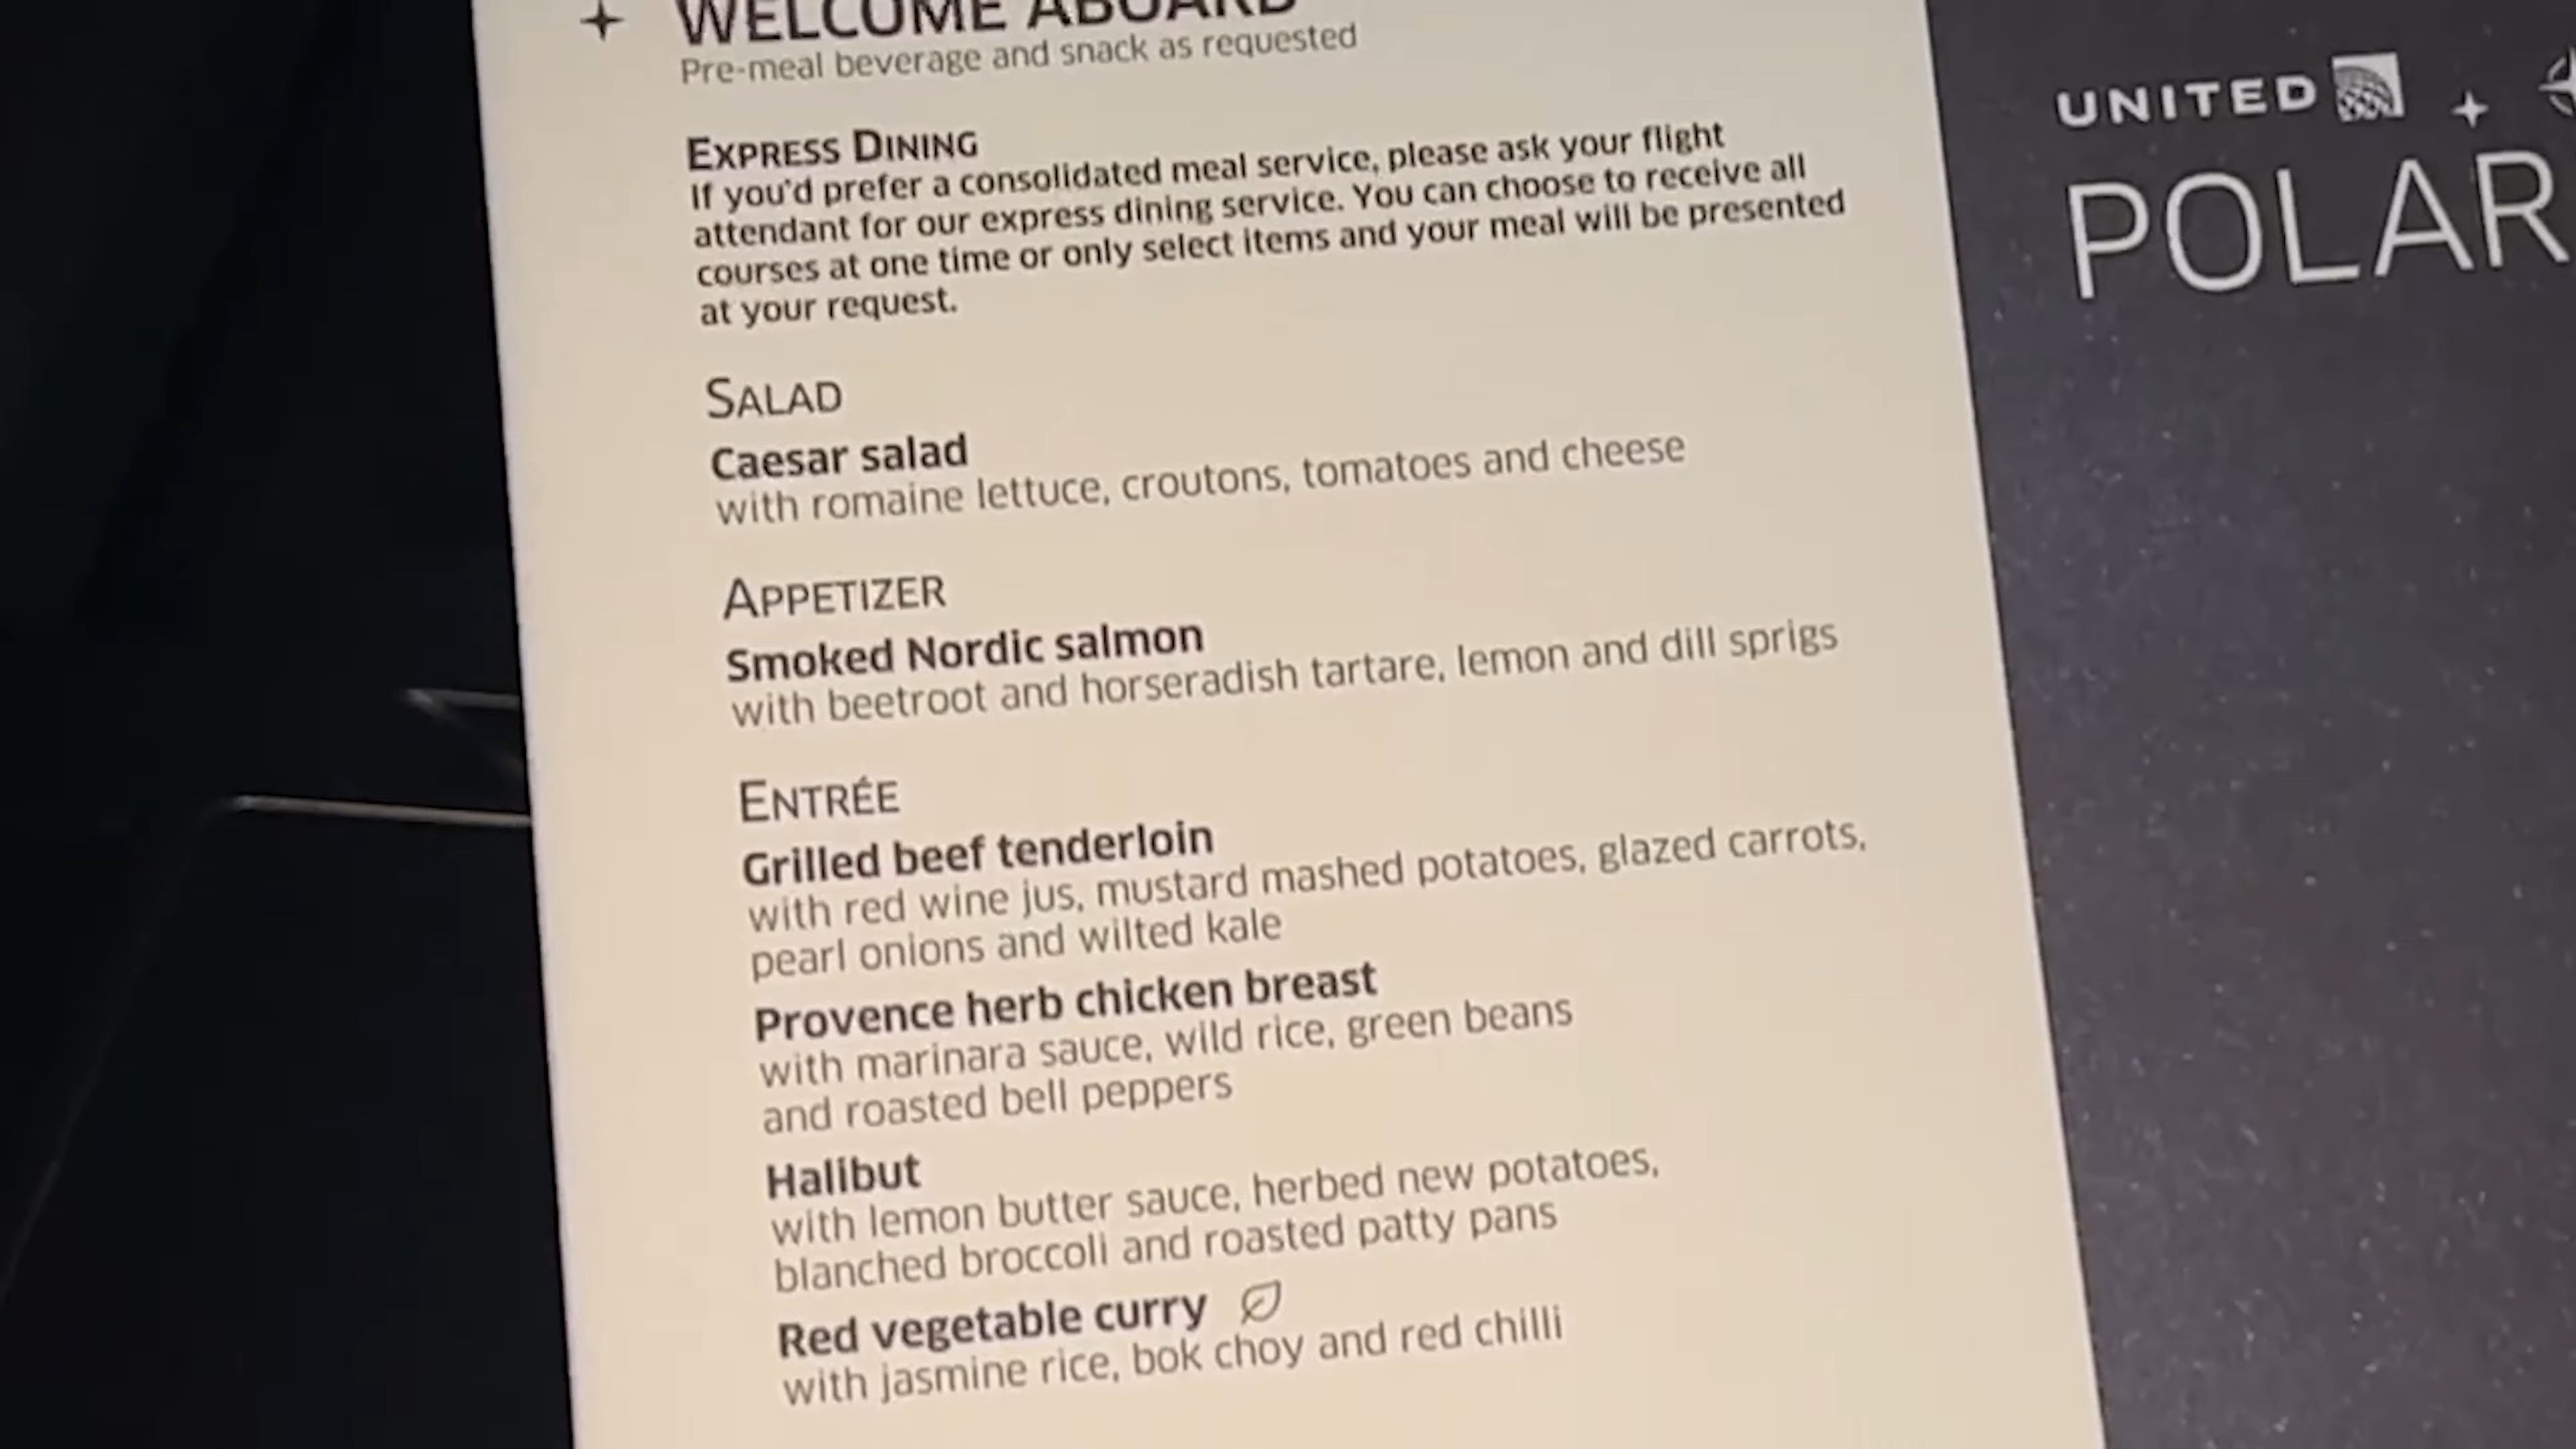 WELCOME ABOARD
Pre-meal beverage and snack as requested
EXPRESS DINING
If you'd prefer a consolidated meal service, please ask your flight
attendant for our express dining service. You can choose to receive all
courses at one time or only select items and your meal will be presented
at your request.
SALAD
Caesar salad
with romaine lettuce, croutons, tomatoes and cheese
APPETIZER
Smoked Nordic salmon
with beetroot and horseradish tartare, lemon and dill sprigs
ENTRÉE
Grilled beef tenderloin
with red wine jus, mustard mashed potatoes, glazed carrots,
pearl onions and wilted kale
Provence herb chicken breast
with marinara sauce, wild rice, green beans
and roasted bell peppers
Halibut
with lemon butter sauce, herbed new potatoes,
blanched broccoli and roasted patty pans
Red vegetable curry
with jasmine rice, bok choy and red chilli
UNITED
POLAR